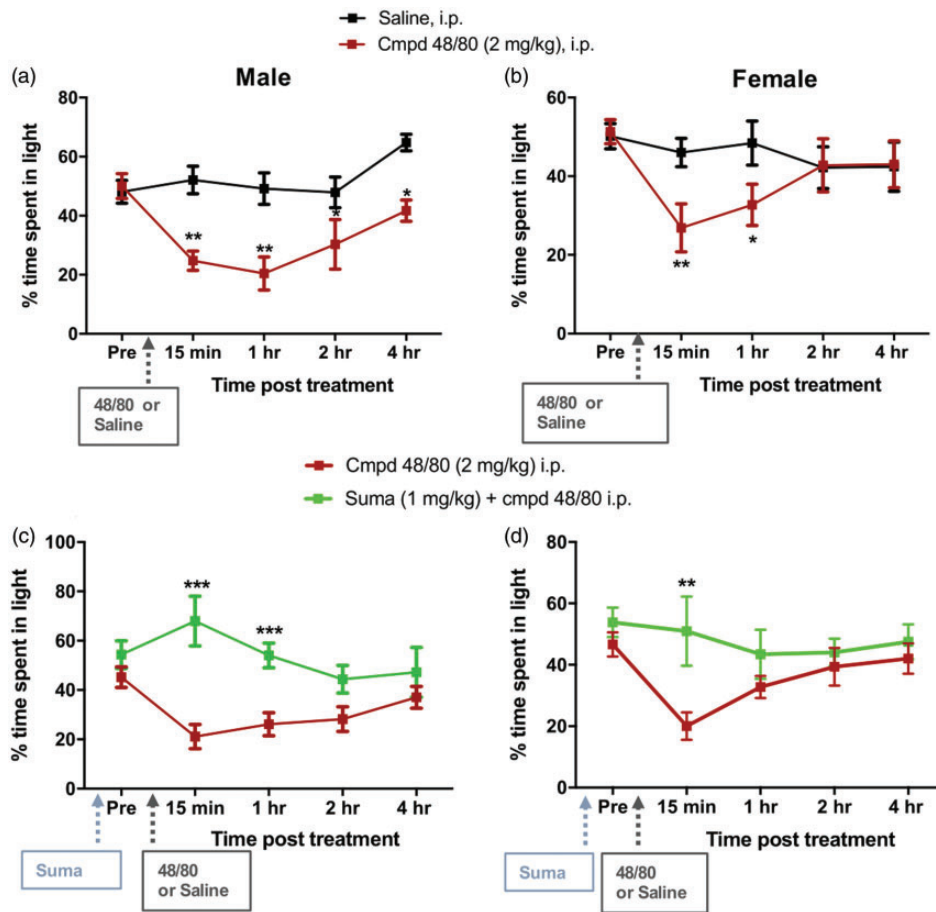 Saline, i.p.
Cmpd 48/80 (2 mg/kg), i.p.
(a)
Male
% time spent in light
80
60
40
20
0
**
**
*
*
Pre
15 min
1 hr
2 hr
4 hr
Time post treatment
48/80 or
Saline
(b)
Female
% time spent in light
60
40
20
0
**
*
Pre
15 min
1 hr
2 hr
4 hr
Time post treatment
48/80 or
Saline
Cmpd 48/80 (2 mg/kg) i.p.
Suma (1 mg/kg) + cmpd 48/80 i.p.
(c)
% time spent in light
100
80
60
40
20
0
***
***
Pre
15 min
1 hr
2 hr
4 hr
Time post treatment
Suma
48/80
or Saline
(d)
% time spent in light
80
60
40
20
0
**
Pre
15 min
1 hr
2 hr
4 hr
Time post treatment
Suma
48/80
or Saline